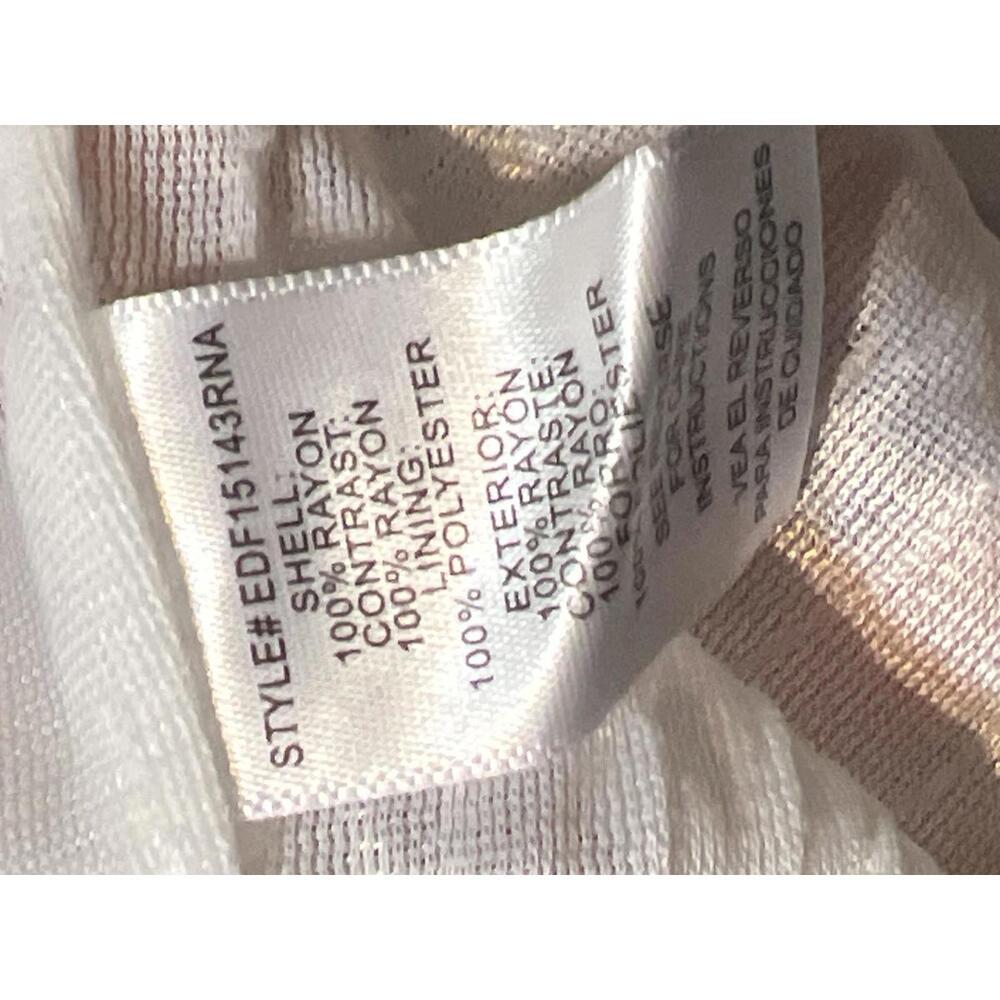 STYLE# EDF15143RNA
SHELL:
100% RAYON
CONTRAST:
100% RAYON
LINING:
100% POLYESTER
EXTERIOR:
100% RAYON
CONTRASTE:
100% RAYON
FORRO:
SEE REVERSE
FOR CARE
INSTRUCTIONS
VEA EL REVERSO
PARA INSTRUCCIONES
DE CUIDADO